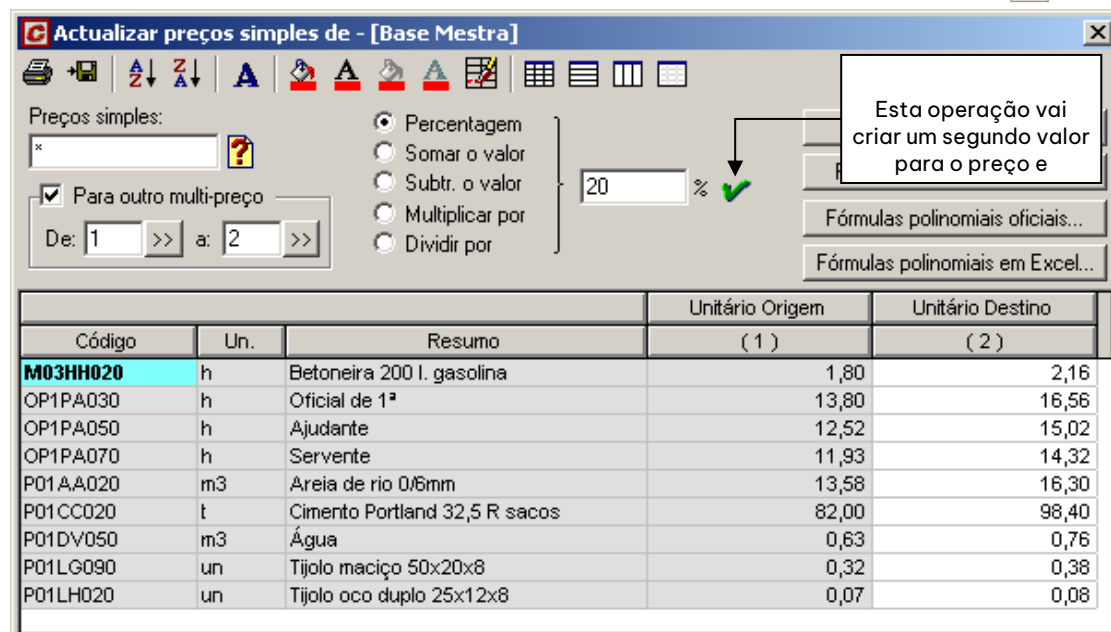 Actualizar preços simples de - [Base Mestra]
Preços simples:
*
Para outro multi-preço
De: 1 >> a: 2 >>
Percentagem
Somar o valor
Subtr. o valor
Multiplicar por
Dividir por
20 %
Esta operação vai
criar um segundo valor
para o preço e
Fórmulas polinomiais oficiais...
Fórmulas polinomiais em Excel...
Unitário Origem Unitário Destino
Código Un. Resumo ( 1 ) ( 2 )
M03HH020 h Betoneira 200 l. gasolina 1,80 2,16
OP1PA030 h Oficial de 1ª 13,80 16,56
OP1PA050 h Ajudante 12,52 15,02
OP1PA070 h Servente 11,93 14,32
P01AA020 m3 Areia de rio 0/6mm 13,58 16,30
P01CC020 t Cimento Portland 32,5 R sacos 82,00 98,40
P01DV050 m3 Água 0,63 0,76
P01LG090 un Tijolo maciço 50x20x8 0,32 0,38
P01LH020 un Tijolo oco duplo 25x12x8 0,07 0,08